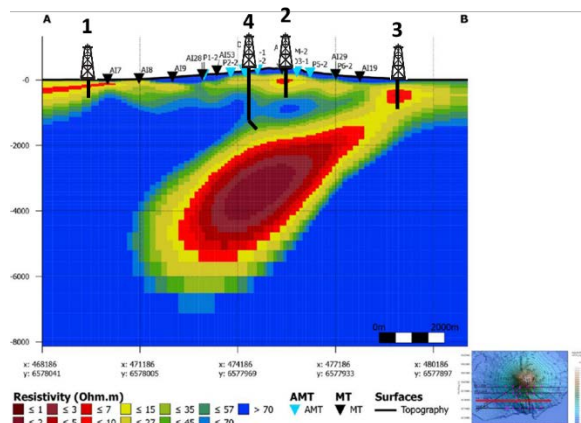 1 4 2 3
A B
AI28 P1-2 AI53 -1 M-2 AI29
AI7 AI8 AI9 P2-2 -2 33-1 P5-2 P6-2 AI19
-0
-2000
-4000
-6000
-8000
0m 2000m
x: 468186 x: 471186 x: 474186 x: 477186 x: 480186
y: 6578041 y: 6578005 y: 6577969 y: 6577933 y: 6577897
Resistivity (Ohm.m) AMT MT Surfaces
≤ 1 ≤ 3 ≤ 7 ≤ 15 ≤ 35 ≤ 57 > 70 AMT MT Topography
≤ 2 ≤ 5 ≤ 10 ≤ 27 ≤ 45 ≤ 70